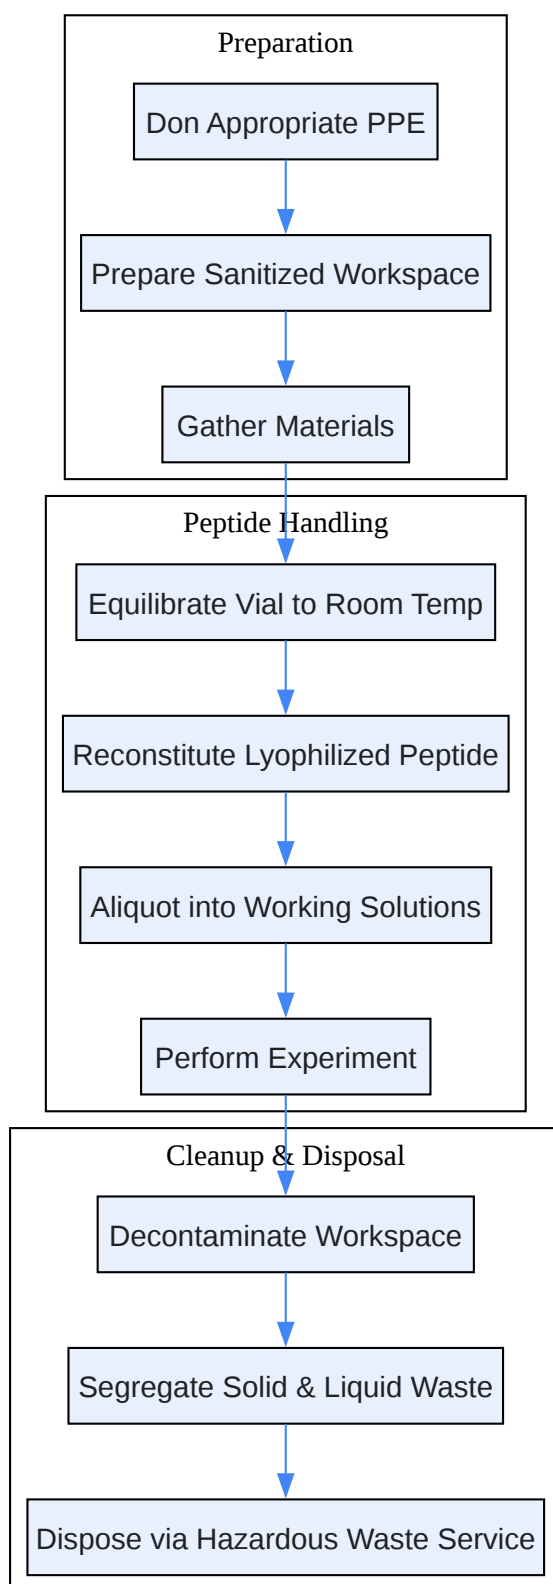 Preparation
Don Appropriate PPE
Prepare Sanitized Workspace
Gather Materials
Peptide Handling
Equilibrate Vial to Room Temp
Reconstitute Lyophilized Peptide
Aliquot into Working Solutions
Perform Experiment
Cleanup & Disposal
Decontaminate Workspace
Segregate Solid & Liquid Waste
Dispose via Hazardous Waste Service